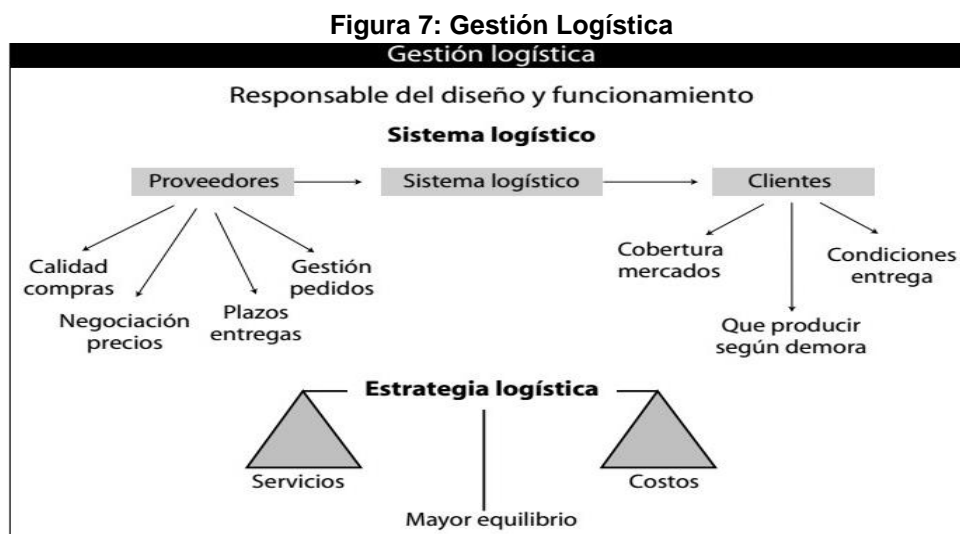 Figura 7: Gestión Logística
Gestión logística
Responsable del diseño y funcionamiento
Sistema logístico
Proveedores
Sistema logístico
Clientes
Calidad
compras
Negociación
precios
Plazos
entregas
Gestión
pedidos
Cobertura
mercados
Que producir
según demora
Condiciones
entrega
Estrategia logística
Servicios
Costos
Mayor equilibrio